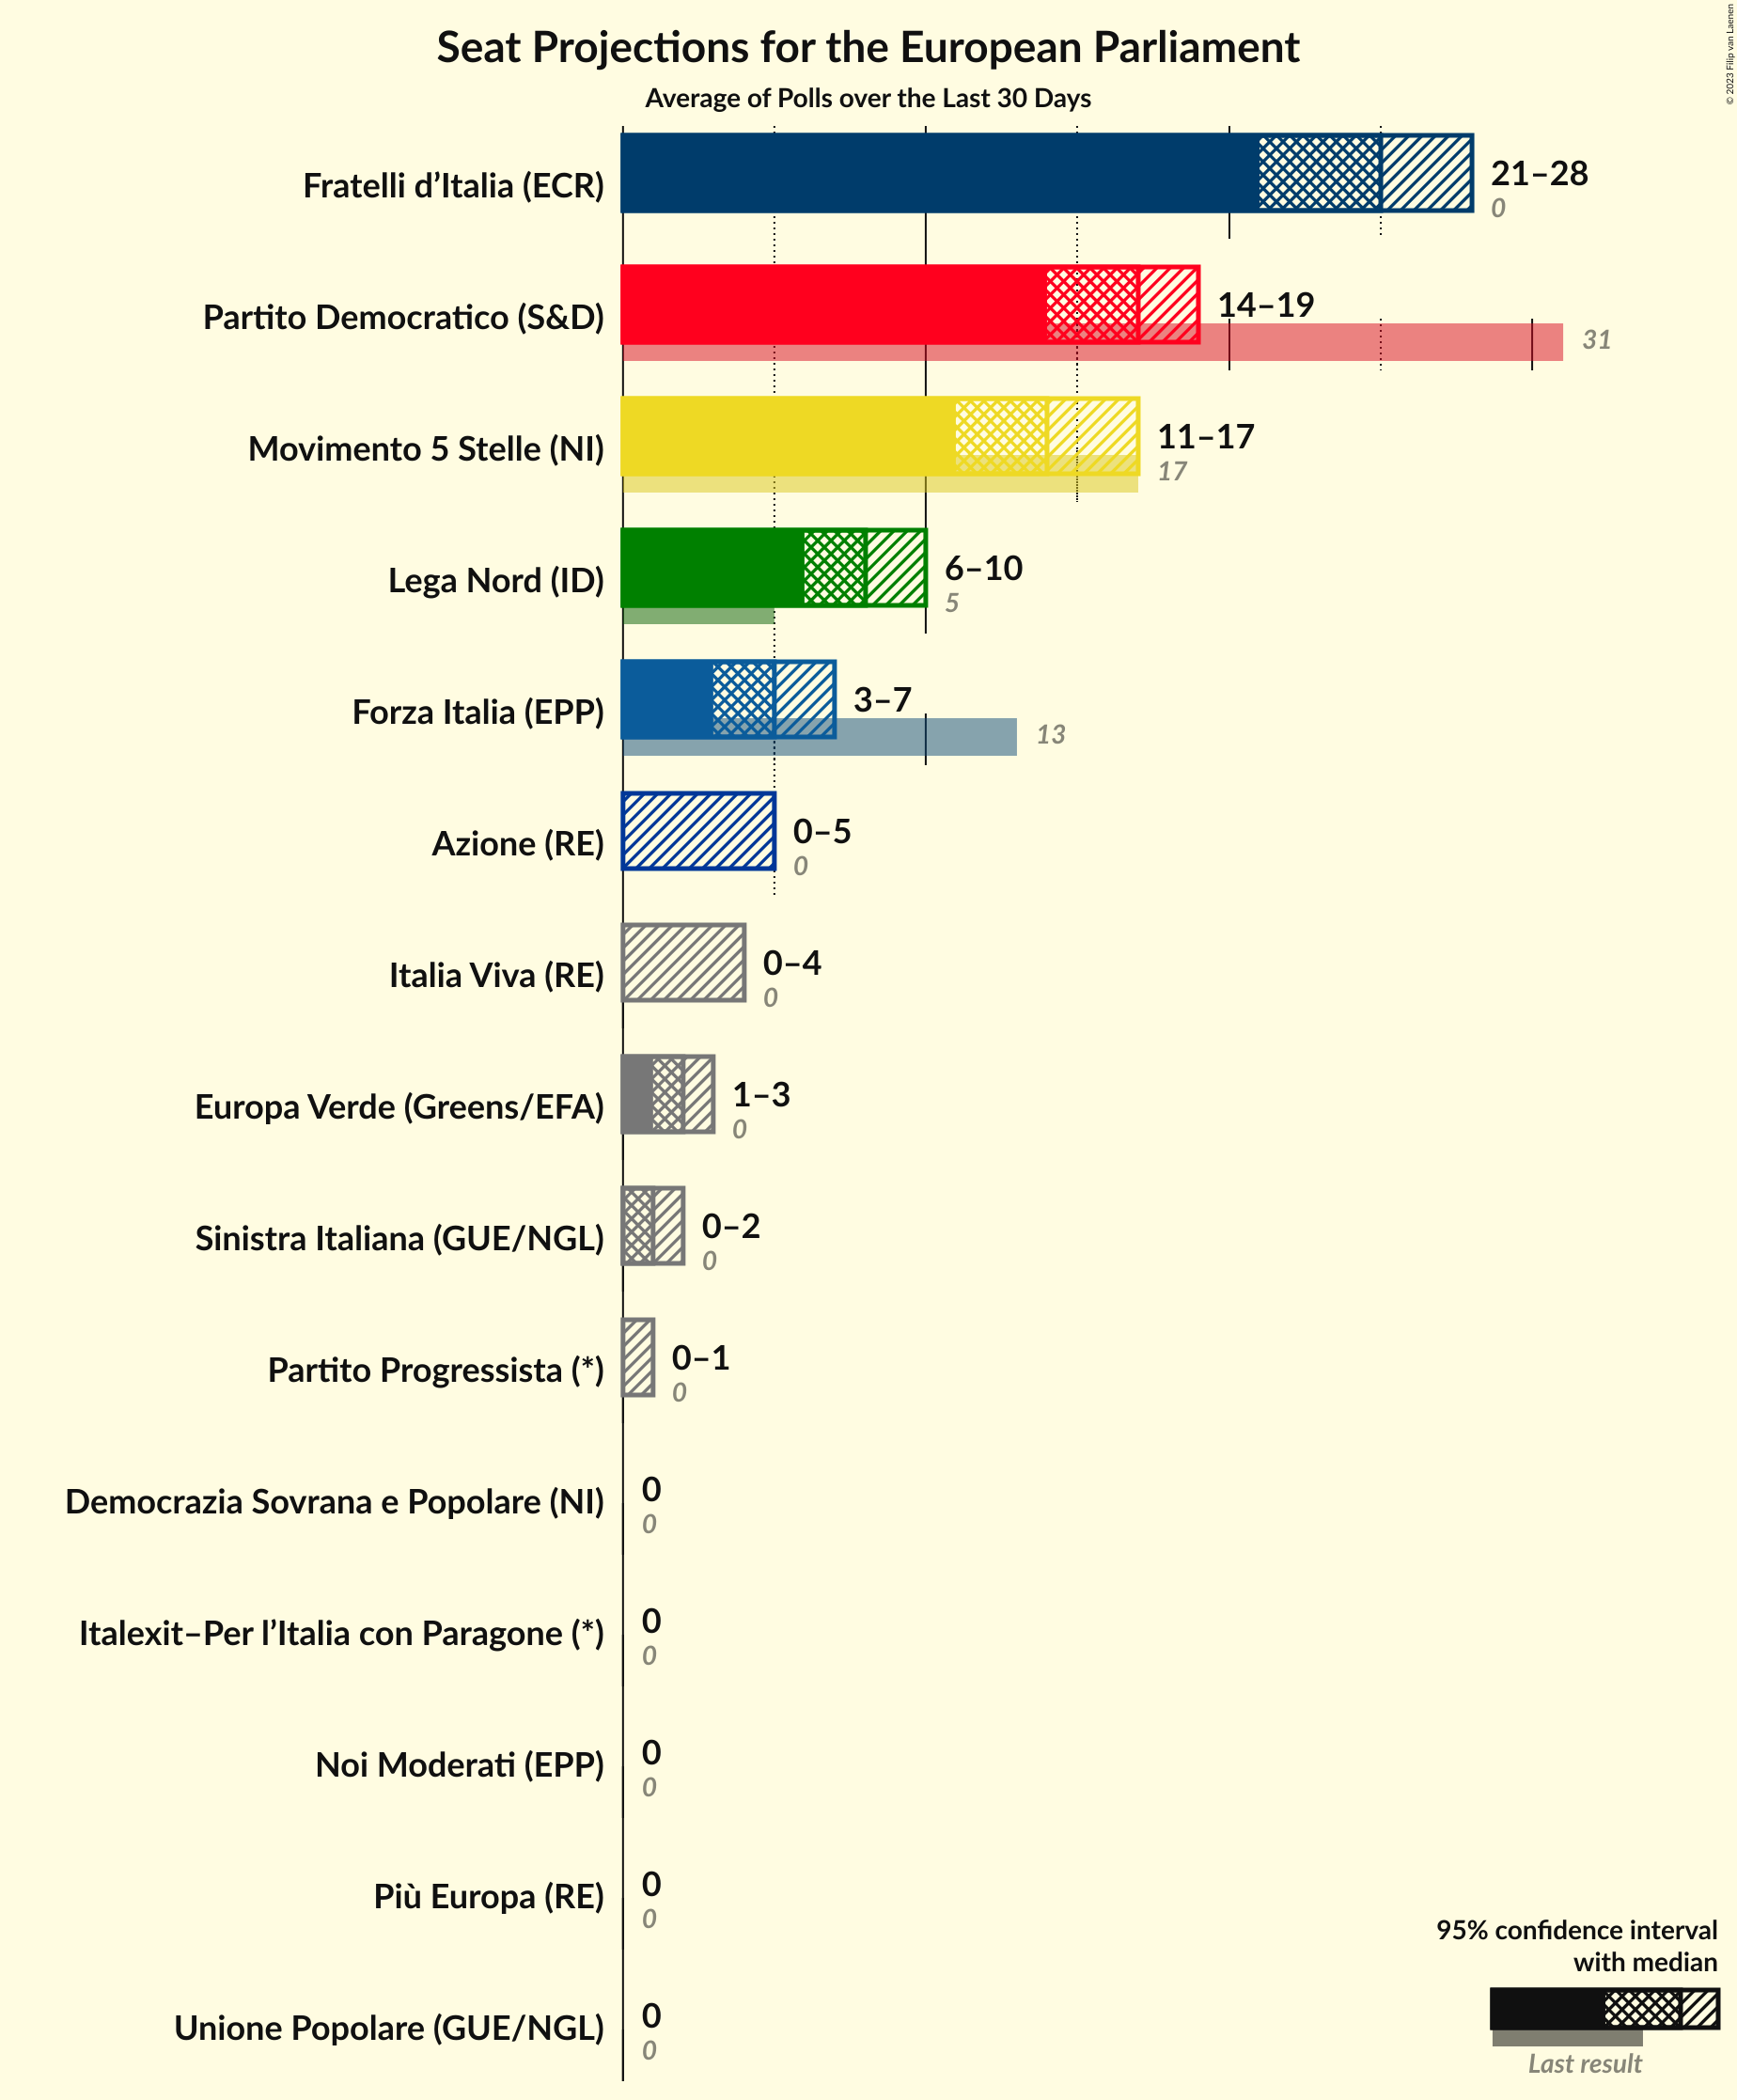 Seat Projections for the European Parliament
Average of Polls over the Last 30 Days
© 2023 Filip van Laenen
Fratelli d’Italia (ECR)
21–28
0
Partito Democratico (S&D)
14–19
31
Movimento 5 Stelle (NI)
11–17
17
Lega Nord (ID)
6–10
5
Forza Italia (EPP)
3–7
13
Azione (RE)
0–5
0
Italia Viva (RE)
0–4
0
Europa Verde (Greens/EFA)
1–3
0
Sinistra Italiana (GUE/NGL)
0–2
0
Partito Progressista (*)
0–1
0
Democrazia Sovrana e Popolare (NI)
0
0
Italexit–Per l’Italia con Paragone (*)
0
0
Noi Moderati (EPP)
0
0
Più Europa (RE)
0
0
Unione Popolare (GUE/NGL)
0
0
95% confidence interval
with median
Last result